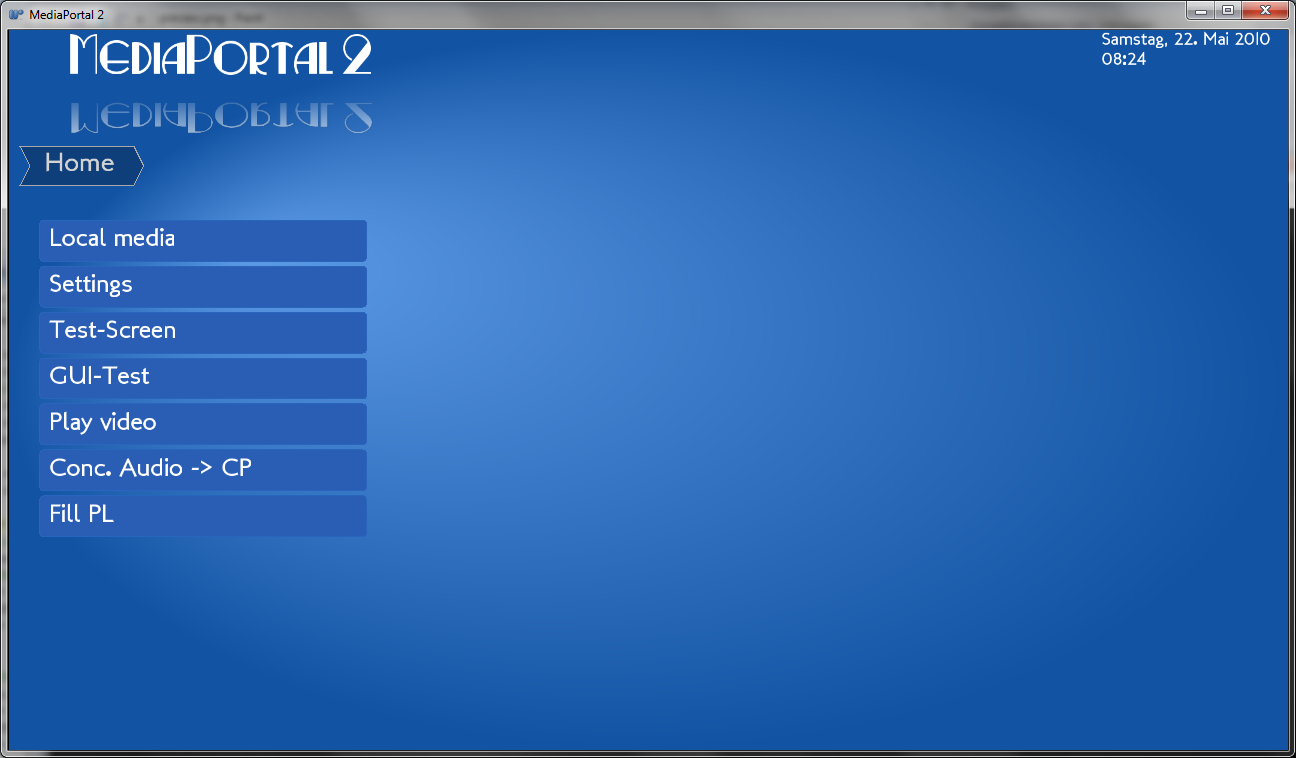 MediaPortal 2
MEDIAPORTAL 2
Samstag, 22. Mai 2010
08:24
Home
Local media
Settings
Test-Screen
GUI-Test
Play video
Conc. Audio -> CP
Fill PL